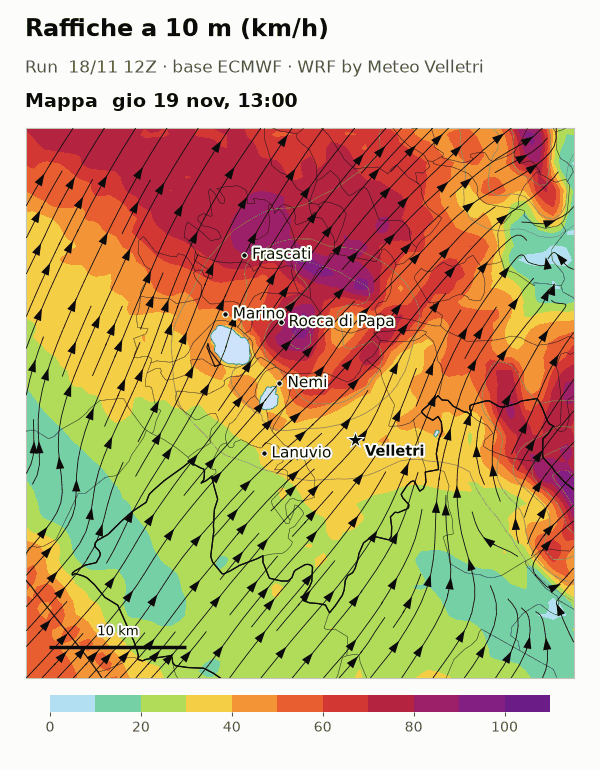 Raffiche a 10 m (km/h)
Run  18/11 12Z · base ECMWF · WRF by Meteo Velletri
Mappa  gio 19 nov, 13:00
Frascati
Marino
Rocca di Papa
Nemi
Velletri
Lanuvio
10 km
0 20 40 60 80 100